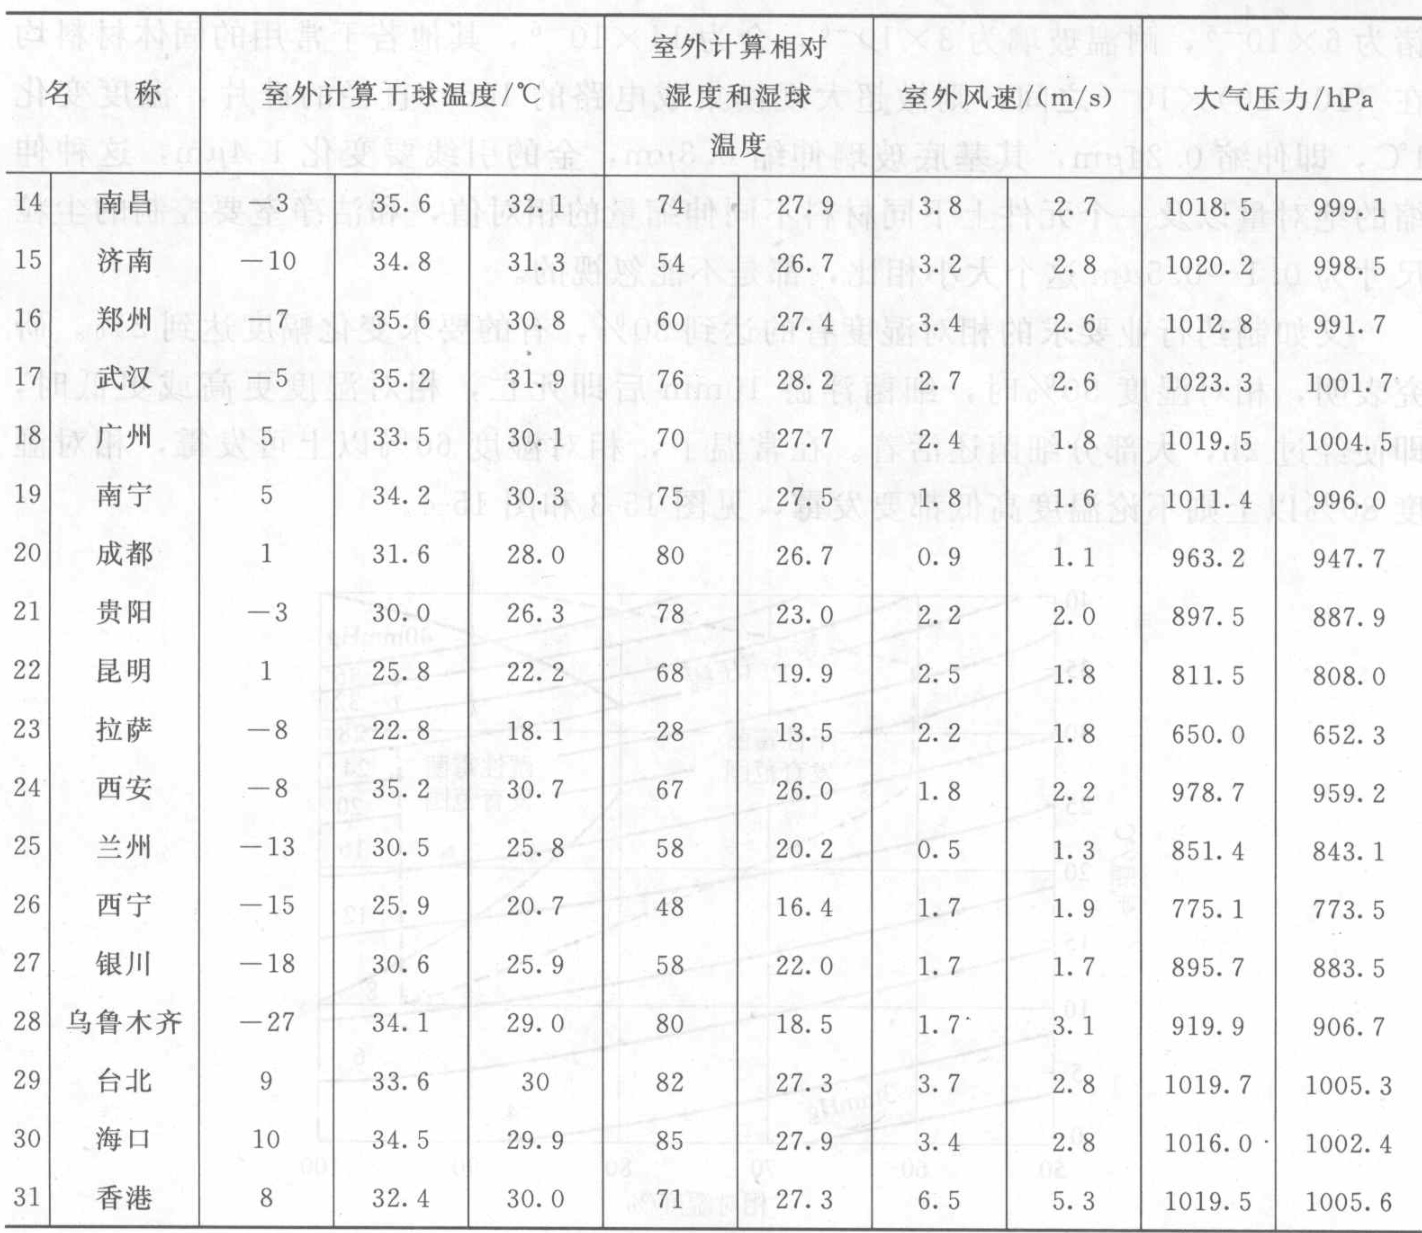 名 称 室外计算干球温度/℃ 室外计算相对湿度和湿球温度 室外风速/(m/s) 大气压力/hPa
14 南昌 −3 35.6 32.1 74 27.9 3.8 2.7 1018.5 999.1
15 济南 −10 34.8 31.3 54 26.7 3.2 2.8 1020.2 998.5
16 郑州 −7 35.6 30.8 60 27.4 3.4 2.6 991.7
17 武汉 −5 35.2 31.9 76 28.2 2.7 2.6 1023.3 1001.7
18 广州 5 33.5 30.1 70 27.7 2.4 1.8 1019.5 1004.5
19 南宁 5 34.2 30.3 75 27.5 1.8 1.6 1011.4 996.0
20 成都 1 31.6 28.0 80 26.7 0.9 1.1 963.2 947.7
21 贵阳 −3 30.0 26.3 78 23.0 2.2 2.0 897.5 887.9
22 昆明 1 25.8 22.2 68 19.9 2.5 1.8 811.5 808.0
23 拉萨 −8 22.8 18.1 28 13.5 2.2 1.8 650.0 652.3
24 西安 −8 35.2 30.7 67 26.0 1.8 2.2 978.7 959.2
25 兰州 −13 30.5 25.8 58 20.2 0.5 1.3 851.4 843.1
26 西宁 −15 25.9 20.7 48 16.4 1.7 1.9 775.1 773.5
27 银川 −18 30.6 25.9 58 22.0 1.7 1.7 895.7 883.5
28 乌鲁木齐 −27 34.1 29.0 80 18.5 1.7 3.1 919.9 906.7
29 台北 9 33.6 30 82 27.3 3.7 2.8 1019.7 1005.3
30 海口 10 34.5 29.9 85 27.9 3.4 2.8 1016.0 1002.4
31 香港 8 32.4 30.0 71 27.3 6.5 5.3 1019.5 1005.6